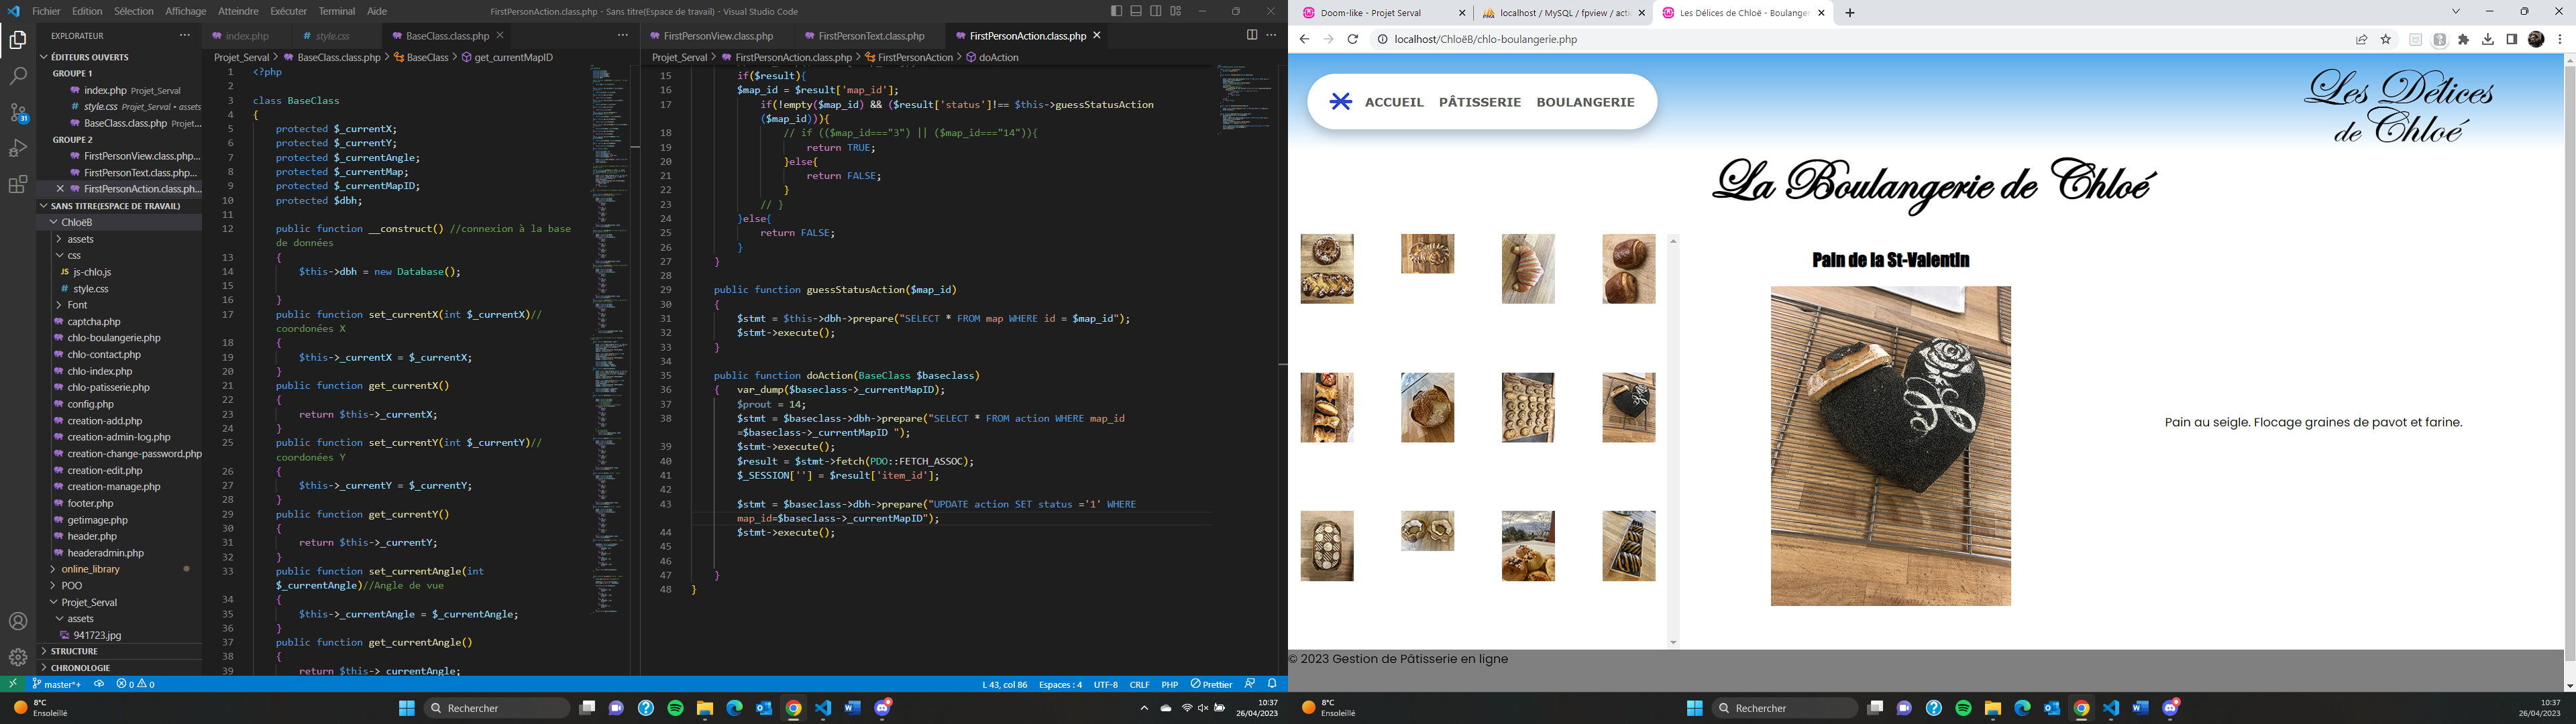 Fichier Edition Sélection Affichage Atteindre Exécuter Terminal Aide
FirstPersonAction.class.php - Sans titre(Espace de travail) - Visual Studio Code
EXPLORATEUR
ÉDITEURS OUVERTS
GROUPE 1
index.php Projet_Serval
style.css Projet_Serval • assets
BaseClass.class.php Projet...
GROUPE 2
FirstPersonView.class.php...
FirstPersonText.class.php...
FirstPersonAction.class.ph...
SANS TITRE(ESPACE DE TRAVAIL)
ChloëB
assets
css
JS js-chlo.js
# style.css
Font
captcha.php
chlo-boulangerie.php
chlo-contact.php
chlo-index.php
chlo-patisserie.php
config.php
creation-add.php
creation-admin-log.php
creation-change-password.php
creation-edit.php
creation-manage.php
footer.php
getimage.php
header.php
headeradmin.php
online_library
POO
Projet_Serval
assets
941723.jpg
STRUCTURE
CHRONOLOGIE
31
index.php # style.css BaseClass.class.php
Projet_Serval > BaseClass.class.php > BaseClass > get_currentMapID
1 <?php
2
3 class BaseClass
4 {
5 protected $_currentX;
6 protected $_currentY;
7 protected $_currentAngle;
8 protected $_currentMap;
9 protected $_currentMapID;
10 protected $dbh;
11
12 public function __construct() //connexion à la base
de données
13 {
14 $this->dbh = new Database();
15
16 }
17 public function set_currentX(int $_currentX)//
coordonées X
18 {
19 $this->_currentX = $_currentX;
20 }
21 public function get_currentX()
22 {
23 return $this->_currentX;
24 }
25 public function set_currentY(int $_currentY)//
coordonées Y
26 {
27 $this->_currentY = $_currentY;
28 }
29 public function get_currentY()
30 {
31 return $this->_currentY;
32 }
33 public function set_currentAngle(int
$_currentAngle)//Angle de vue
34 {
35 $this->_currentAngle = $_currentAngle;
36 }
37 public function get_currentAngle()
38 {
39 return $this->_currentAngle;
FirstPersonView.class.php FirstPersonText.class.php FirstPersonAction.class.php
Projet_Serval > FirstPersonAction.class.php > FirstPersonAction > doAction
15 if($result){
16 $map_id = $result['map_id'];
17 if(!empty($map_id) && ($result['status']!== $this->guessStatusAction
($map_id))){
18 // if (($map_id==="3") || ($map_id==="14")){
19 return TRUE;
20 }else{
21 return FALSE;
22 }
23 // }
24 }else{
25 return FALSE;
26 }
27 }
28
29 public function guessStatusAction($map_id)
30 {
31 $stmt = $this->dbh->prepare("SELECT * FROM map WHERE id = $map_id");
32 $stmt->execute();
33 }
34
35 public function doAction(BaseClass $baseclass)
36 { var_dump($baseclass->_currentMapID);
37 $prout = 14;
38 $stmt = $baseclass->dbh->prepare("SELECT * FROM action WHERE map_id
=$baseclass->_currentMapID ");
39 $stmt->execute();
40 $result = $stmt->fetch(PDO::FETCH_ASSOC);
41 $_SESSION[''] = $result['item_id'];
42
43 $stmt = $baseclass->dbh->prepare("UPDATE action SET status ='1' WHERE
map_id=$baseclass->_currentMapID");
44 $stmt->execute();
45
46
47 }
48 }
master*+ 0 0
L 43, col 86 Espaces : 4 UTF-8 CRLF PHP Prettier
8°C
Ensoleillé
Rechercher
10:37
26/04/2023
Doom-like - Projet Serval
localhost / MySQL / fpview / acti
Les Délices de Chloé - Boulanger
localhost/ChloëB/chlo-boulangerie.php
ACCUEIL PÂTISSERIE BOULANGERIE
Les Délices
de Chloé
La Boulangerie de Chloé
Pain de la St-Valentin
Pain au seigle. Flocage graines de pavot et farine.
© 2023 Gestion de Pâtisserie en ligne
8°C
Ensoleillé
Rechercher
10:37
26/04/2023